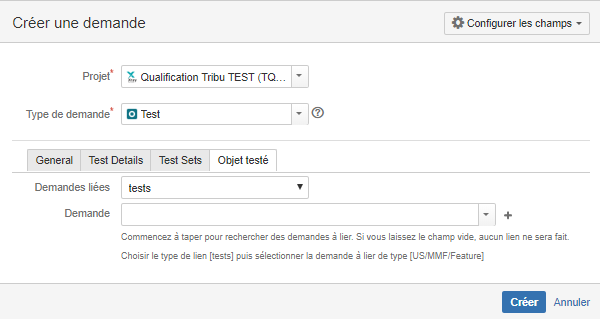 Créer une demande
Configurer les champs
Projet*
Qualification Tribu TEST (TQ...
Type de demande*
Test
General Test Details Test Sets Objet testé
Demandes liées
tests
Demande
Commencez à taper pour rechercher des demandes à lier. Si vous laissez le champ vide, aucun lien ne sera fait.
Choisir le type de lien [tests] puis sélectionner la demande à lier de type [US/MMF/Feature]
Créer Annuler